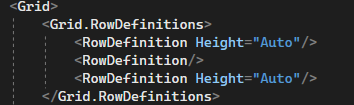 <Grid>
<Grid.RowDefinitions>
<RowDefinition Height="Auto"/>
<RowDefinition/>
<RowDefinition Height="Auto"/>
</Grid.RowDefinitions>